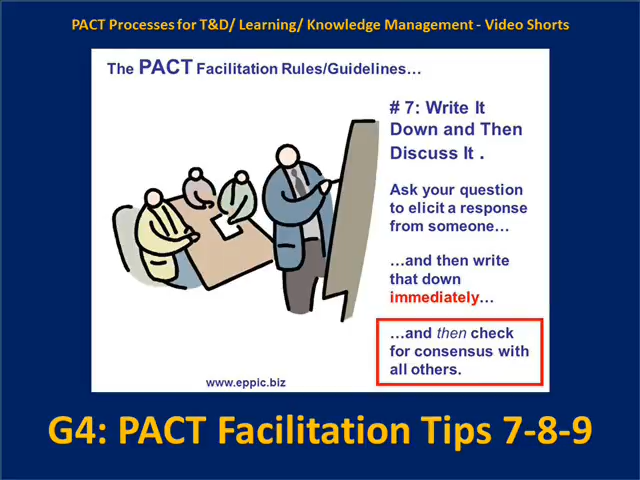 PACT Processes for T&D/ Learning/ Knowledge Management - Video Shorts
The PACT Facilitation Rules/Guidelines…
# 7: Write It
Down and Then
Discuss It .
Ask your question
to elicit a response
from someone…
…and then write
that down
immediately…
…and then check
for consensus with
all others.
www.eppic.biz
G4: PACT Facilitation Tips 7-8-9